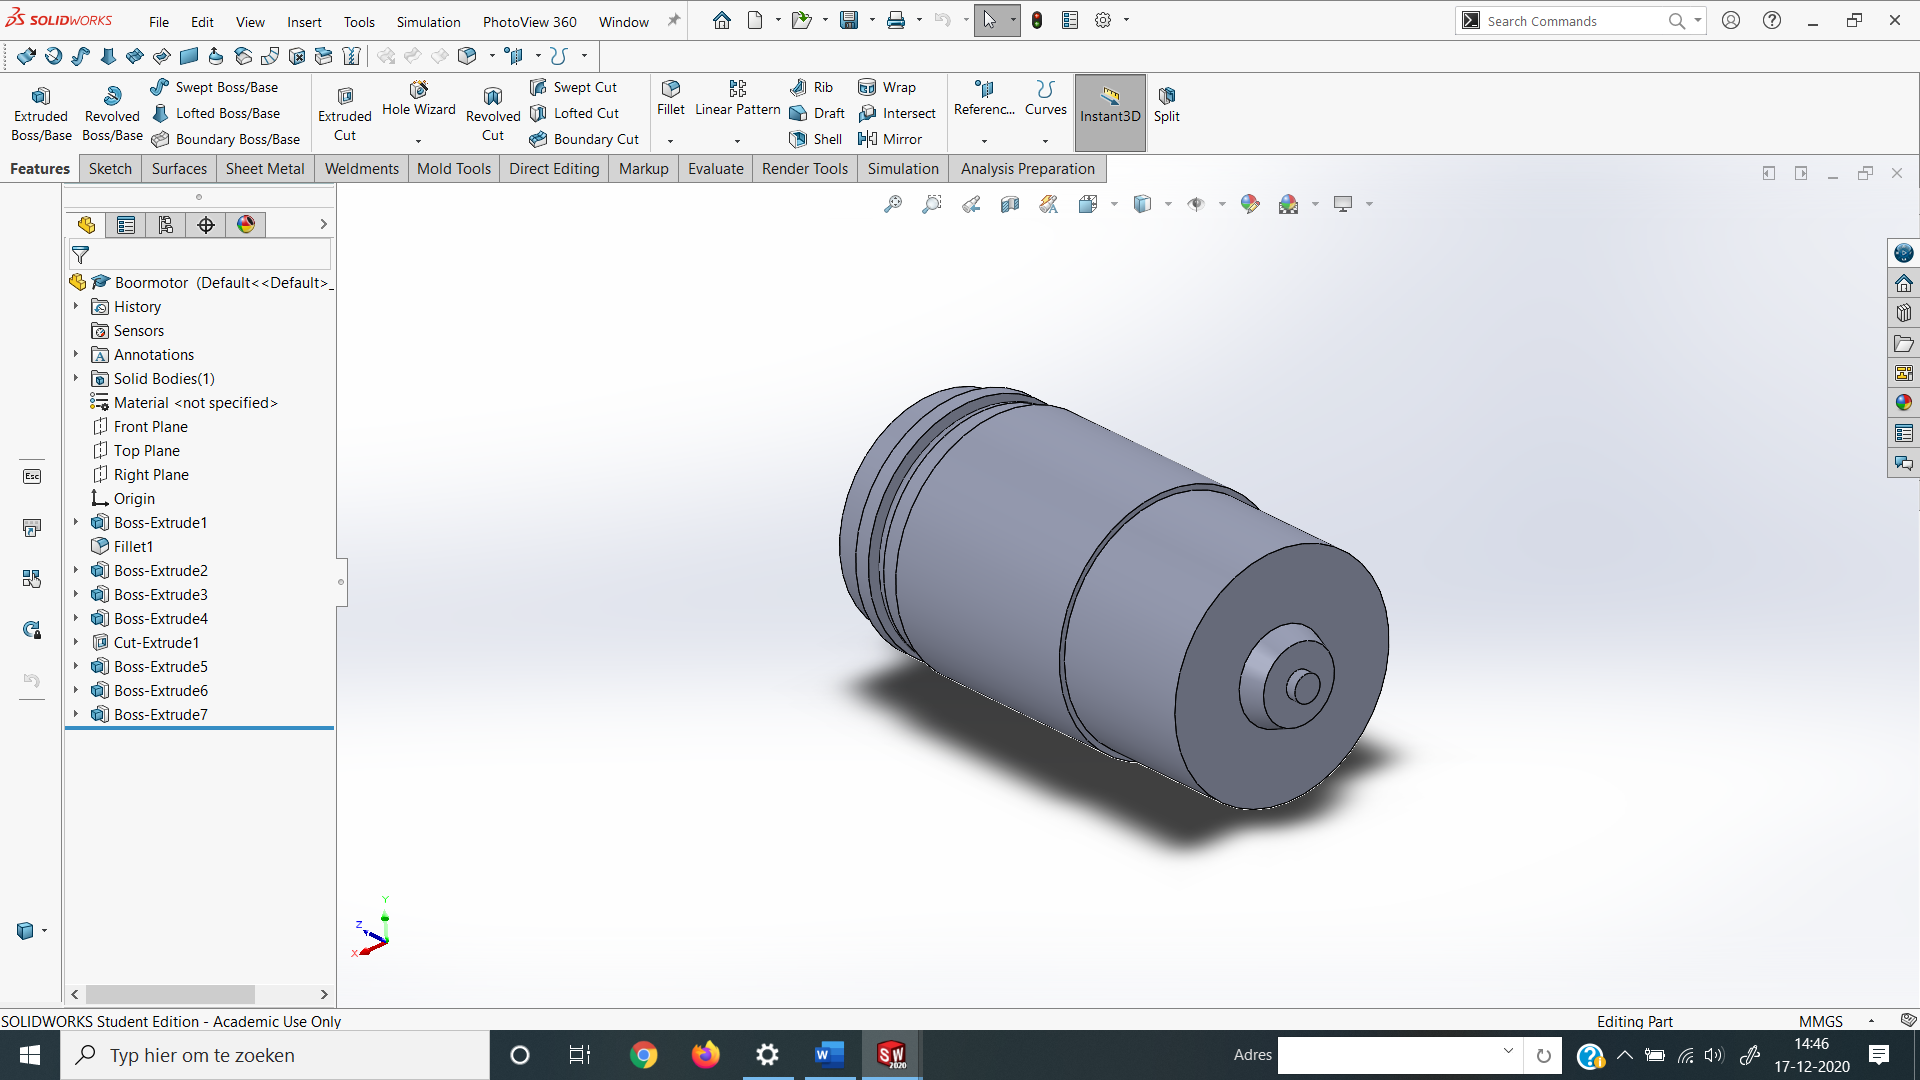 SOLIDWORKS File Edit View Insert Tools Simulation PhotoView 360 Window Search Commands
Extruded Boss/Base
Revolved Boss/Base
Swept Boss/Base
Lofted Boss/Base
Boundary Boss/Base
Extruded Cut
Hole Wizard
Revolved Cut
Swept Cut
Lofted Cut
Boundary Cut
Fillet
Linear Pattern
Rib
Draft
Shell
Wrap
Intersect
Mirror
Referenc...
Curves
Instant3D
Split
Features Sketch Surfaces Sheet Metal Weldments Mold Tools Direct Editing Markup Evaluate Render Tools Simulation Analysis Preparation
Boormotor (Default<<Default>_
History
Sensors
A Annotations
Solid Bodies(1)
Material <not specified>
Front Plane
Top Plane
Right Plane
Origin
Boss-Extrude1
Fillet1
Boss-Extrude2
Boss-Extrude3
Boss-Extrude4
Cut-Extrude1
Boss-Extrude5
Boss-Extrude6
Boss-Extrude7
Esc
Y
Z
X
SOLIDWORKS Student Edition - Academic Use Only Editing Part MMGS
Typ hier om te zoeken
W
SW
2020
Adres
14:46
17-12-2020